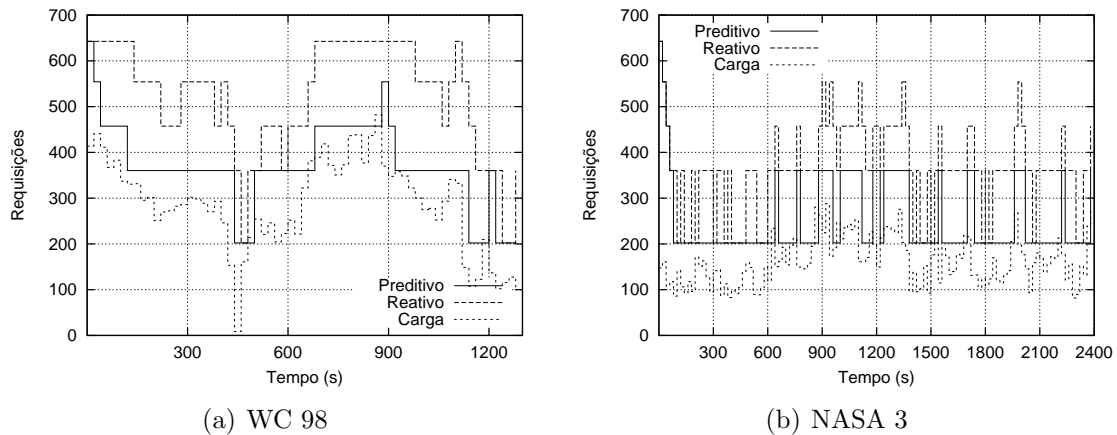 700
600
500
400
300
200
100
0
Requisições
300 600 900 1200
Tempo (s)
Preditivo
Reativo
Carga
(a) WC 98
700
600
500
400
300
200
100
0
Requisições
300 600 900 1200 1500 1800 2100 2400
Tempo (s)
Preditivo
Reativo
Carga
(b) NASA 3